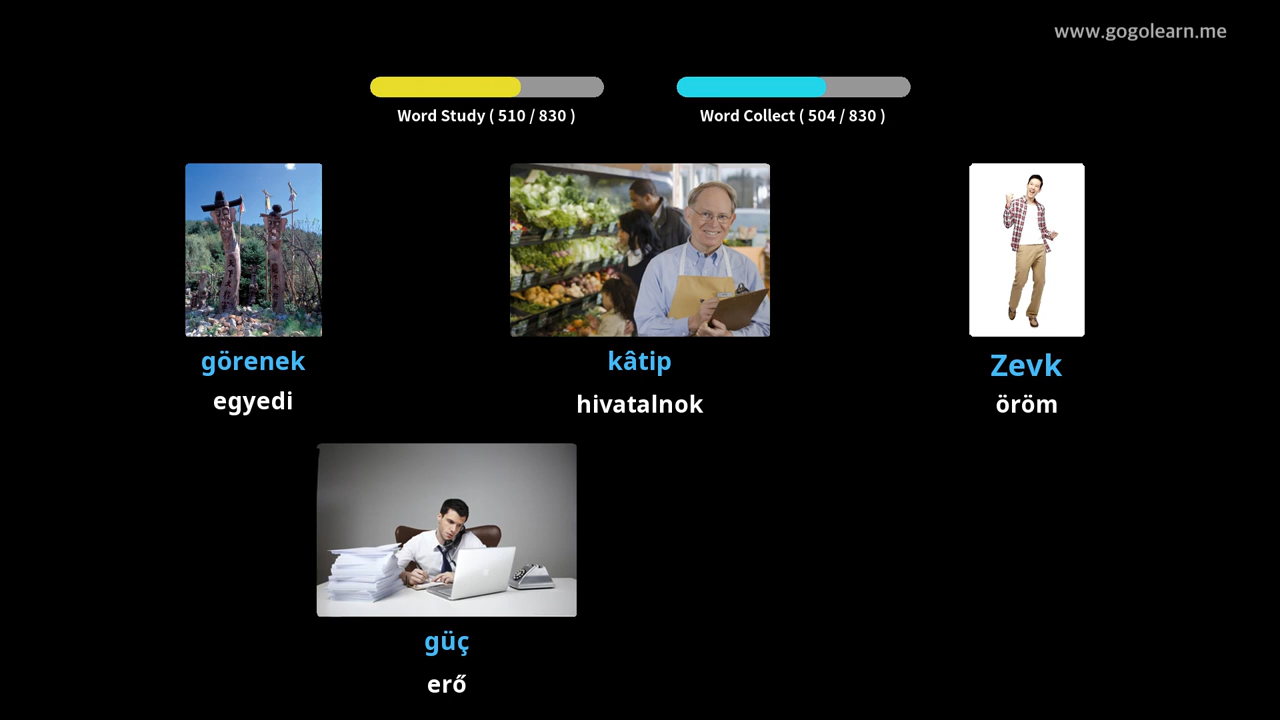 www.gogolearn.me
Word Study ( 510 / 830 )
Word Collect ( 504 / 830 )
görenek
egyedi
kâtip
hivatalnok
Zevk
öröm
güç
erő